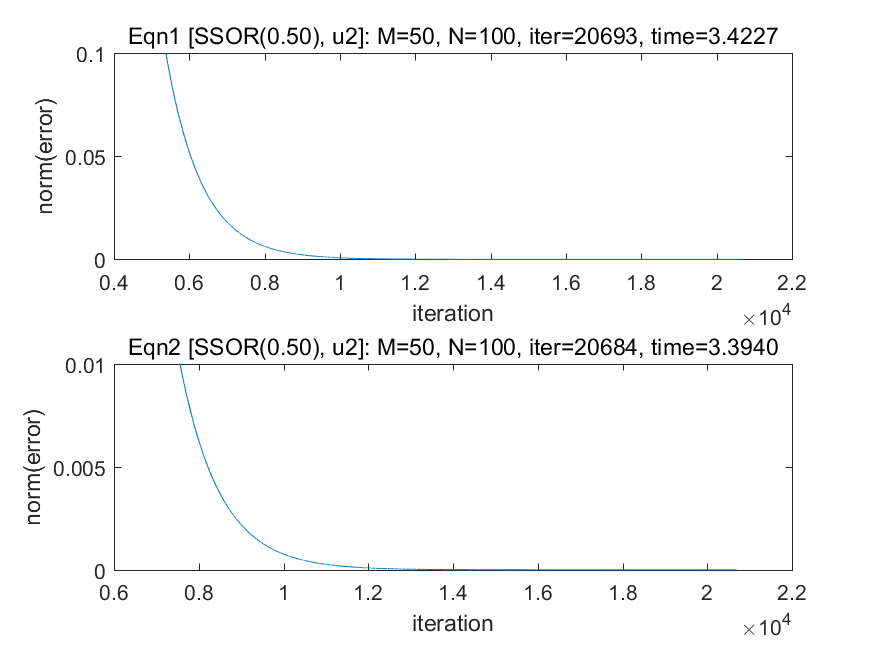 Eqn1 [SSOR(0.50), u2]: M=50, N=100, iter=20693, time=3.4227
0.1
0.05
0
norm(error)
0.4 0.6 0.8 1 1.2 1.4 1.6 1.8 2 2.2
iteration
×10^4
Eqn2 [SSOR(0.50), u2]: M=50, N=100, iter=20684, time=3.3940
0.01
0.005
0
norm(error)
0.6 0.8 1 1.2 1.4 1.6 1.8 2 2.2
iteration
×10^4